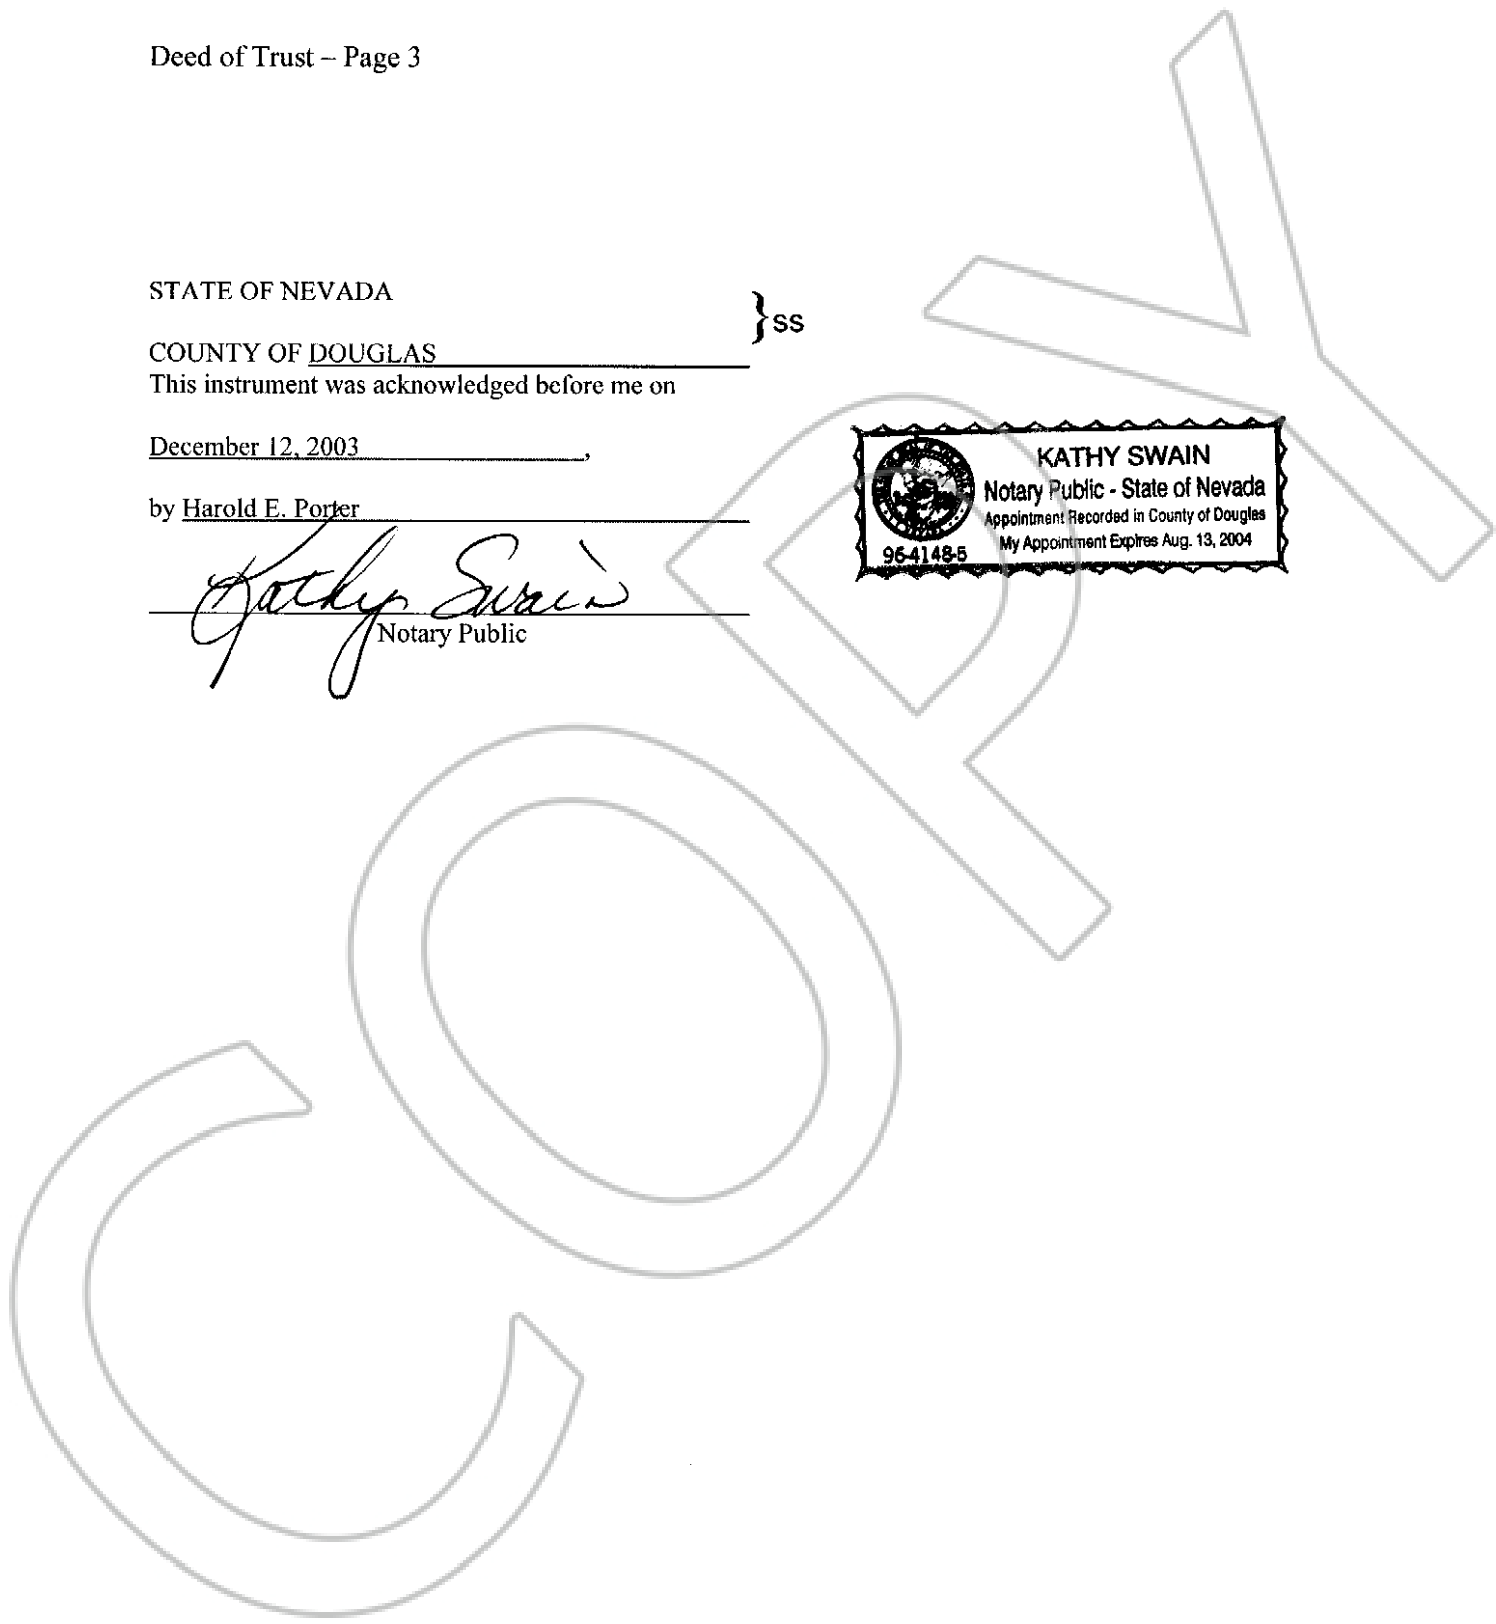 Deed of Trust – Page 3
STATE OF NEVADA
}ss
COUNTY OF DOUGLAS
This instrument was acknowledged before me on
December 12, 2003,
by Harold E. Porter
Kathy Swain
Notary Public
KATHY SWAIN
Notary Public - State of Nevada
Appointment Recorded in County of Douglas
My Appointment Expires Aug. 13, 2004
96-4148-5
COPY